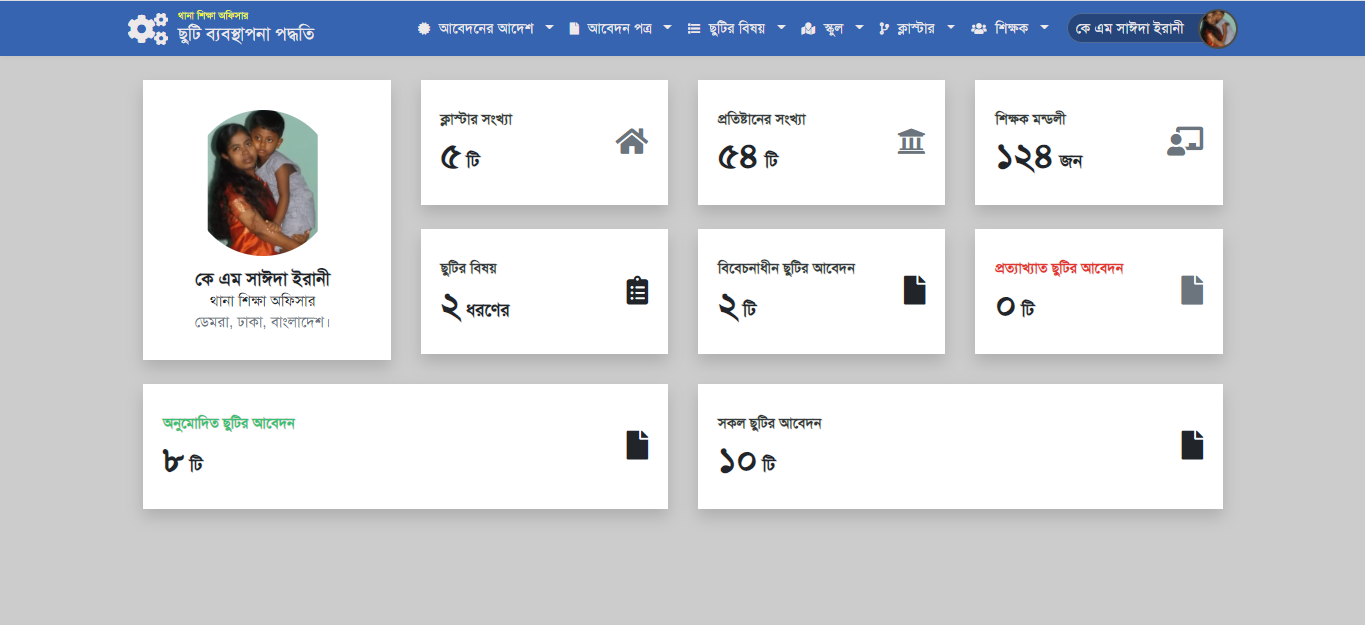 থানা শিক্ষা অফিসার
ছুটি ব্যবস্থাপনা পদ্ধতি
আবেদনের আদেশ আবেদন পত্র ছুটির বিষয় স্কুল ক্লাস্টার শিক্ষক কে এম সাঈদা ইরানী
কে এম সাঈদা ইরানী
থানা শিক্ষা অফিসার
ডেমরা, ঢাকা, বাংলাদেশ।
ক্লাস্টার সংখ্যা
৫ টি
প্রতিষ্টানের সংখ্যা
৫৪ টি
শিক্ষক মন্ডলী
১২৪ জন
ছুটির বিষয়
২ ধরণের
বিবেচনাধীন ছুটির আবেদন
২ টি
প্রত্যাখ্যাত ছুটির আবেদন
০ টি
অনুমোদিত ছুটির আবেদন
৮ টি
সকল ছুটির আবেদন
১০ টি